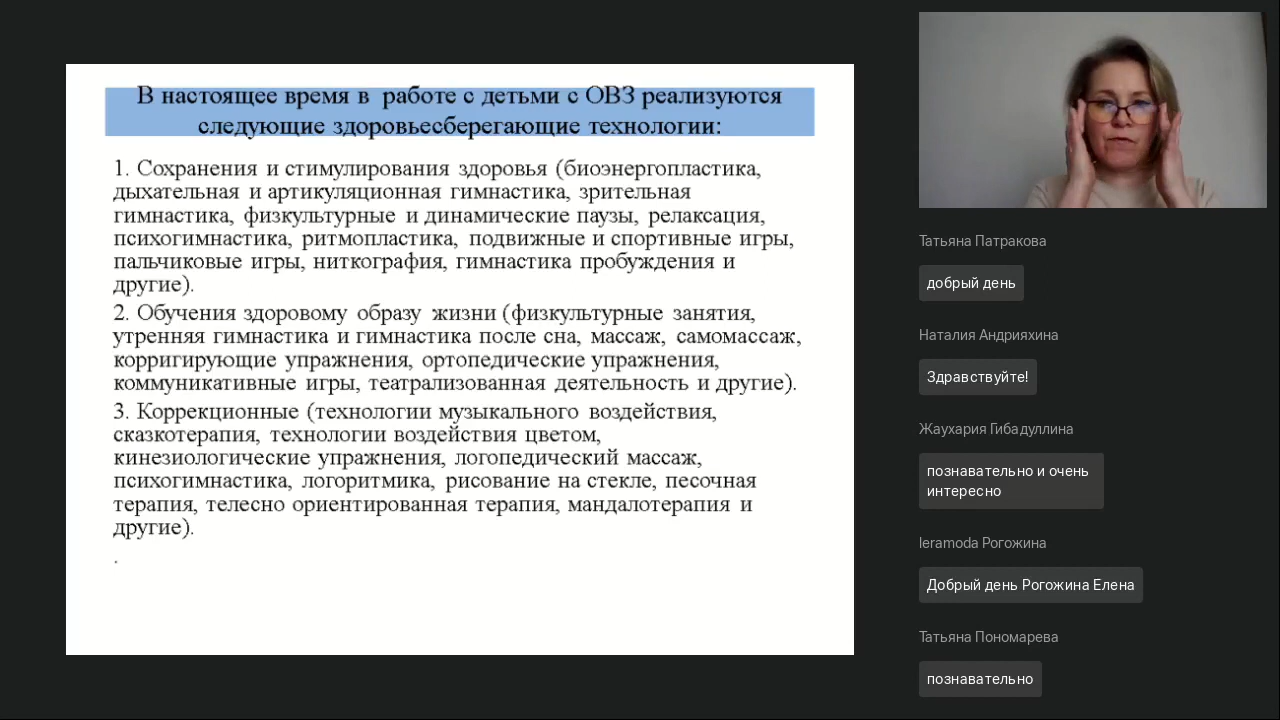 В настоящее время в работе с детьми с ОВЗ реализуются
следующие здоровьесберегающие технологии:
1. Сохранения и стимулирования здоровья (биоэнергопластика,
дыхательная и артикуляционная гимнастика, зрительная
гимнастика, физкультурные и динамические паузы, релаксация,
психогимнастика, ритмопластика, подвижные и спортивные игры,
пальчиковые игры, ниткография, гимнастика пробуждения и
другие).
2. Обучения здоровому образу жизни (физкультурные занятия,
утренняя гимнастика и гимнастика после сна, массаж, самомассаж,
корригирующие упражнения, ортопедические упражнения,
коммуникативные игры, театрализованная деятельность и другие).
3. Коррекционные (технологии музыкального воздействия,
сказкотерапия, технологии воздействия цветом,
кинезиологические упражнения, логопедический массаж,
психогимнастика, логоритмика, рисование на стекле, песочная
терапия, телесно ориентированная терапия, мандалотерапия и
другие).
.
Татьяна Патракова
добрый день
Наталия Андрияхина
Здравствуйте!
Жаухария Гибадуллина
познавательно и очень
интересно
leramoda Рогожина
Добрый день Рогожина Елена
Татьяна Пономарева
познавательно